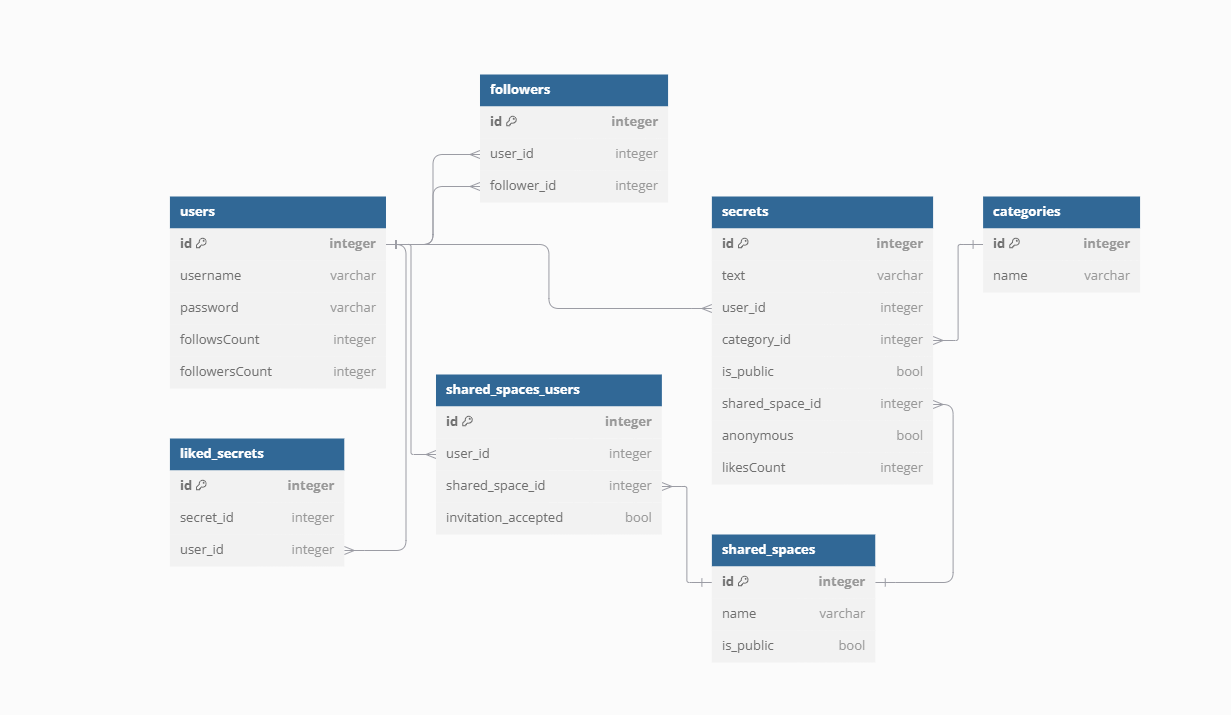 followers
id integer
user_id integer
follower_id integer
users
id integer
username varchar
password varchar
followsCount integer
followersCount integer
secrets
id integer
text varchar
user_id integer
category_id integer
is_public bool
shared_space_id integer
anonymous bool
likesCount integer
categories
id integer
name varchar
shared_spaces_users
id integer
user_id integer
shared_space_id integer
invitation_accepted bool
liked_secrets
id integer
secret_id integer
user_id integer
shared_spaces
id integer
name varchar
is_public bool